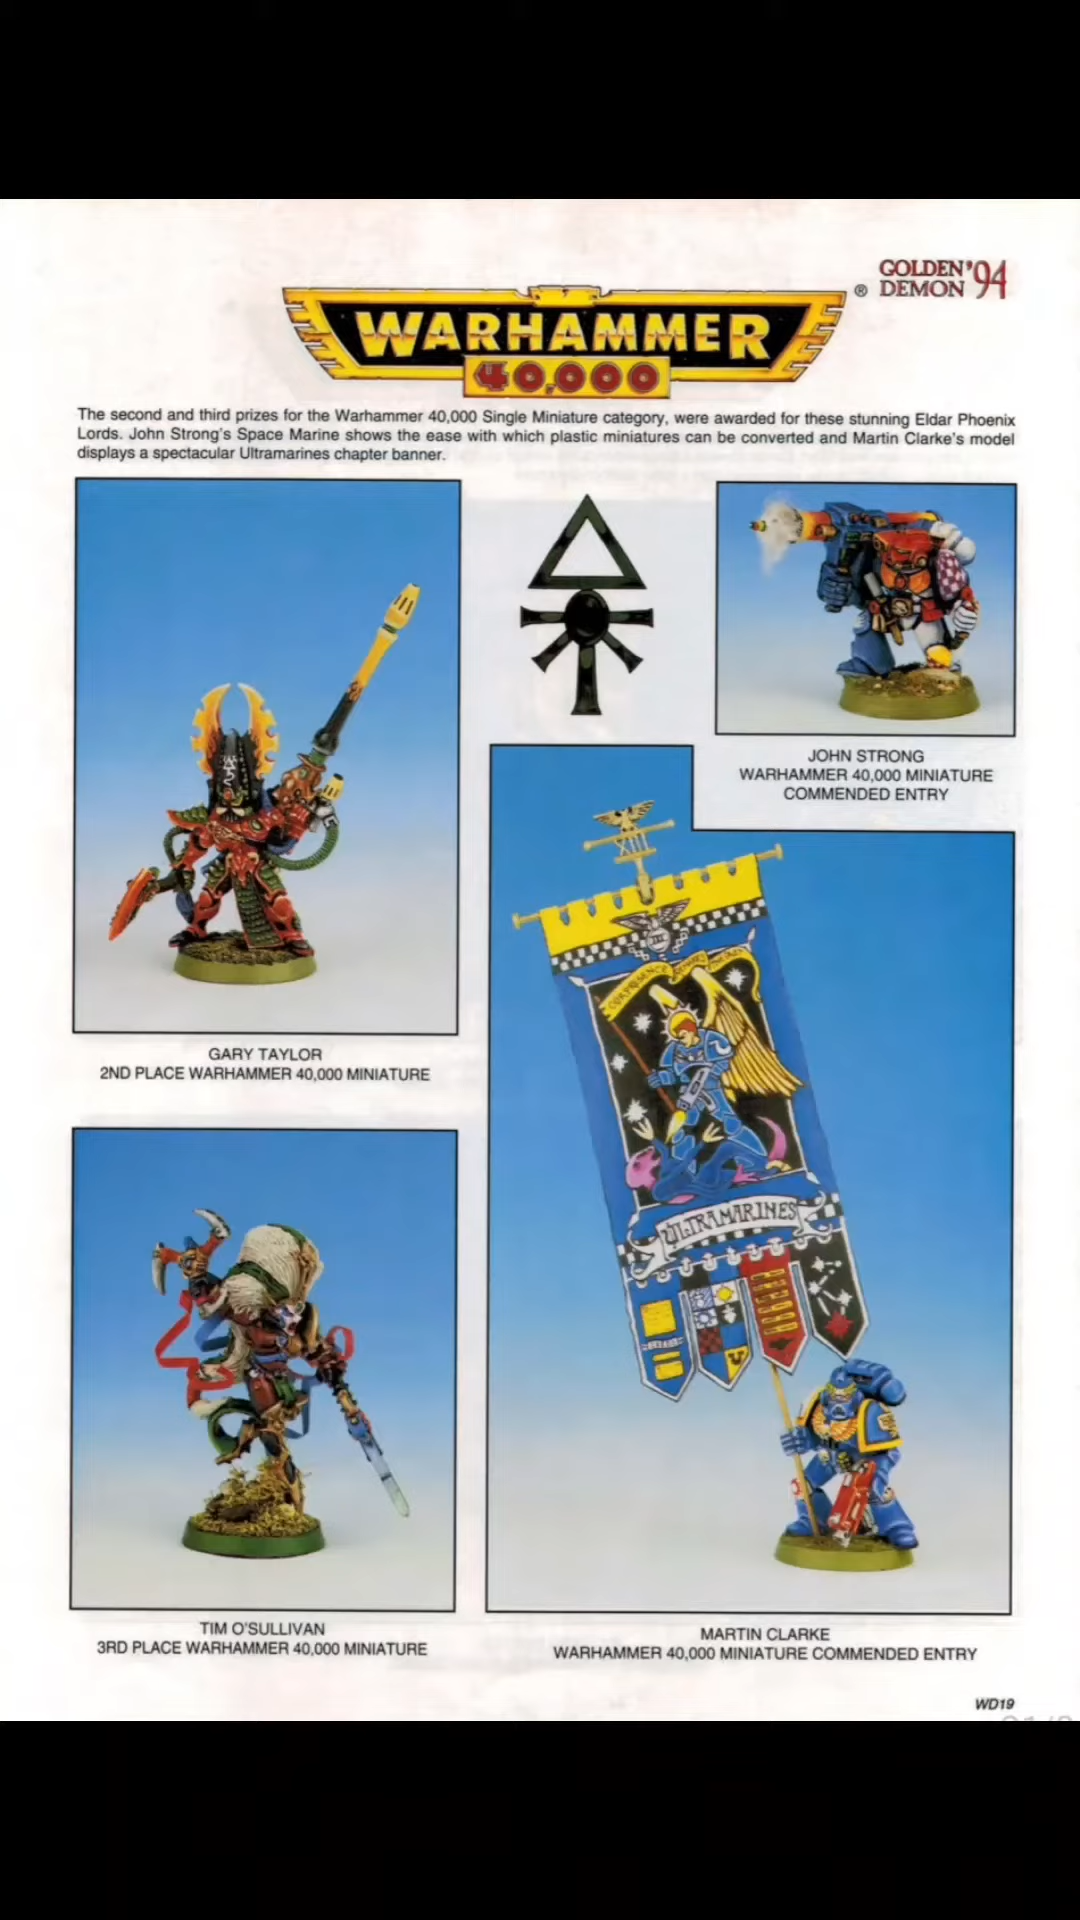 GOLDEN '94
® DEMON
WARHAMMER
40,000
The second and third prizes for the Warhammer 40,000 Single Miniature category, were awarded for these stunning Eldar Phoenix
Lords. John Strong's Space Marine shows the ease with which plastic miniatures can be converted and Martin Clarke's model
displays a spectacular Ultramarines chapter banner.
JOHN STRONG
WARHAMMER 40,000 MINIATURE
COMMENDED ENTRY
XIII
III
ULTRAMARINES
GARY TAYLOR
2ND PLACE WARHAMMER 40,000 MINIATURE
TIM O'SULLIVAN
3RD PLACE WARHAMMER 40,000 MINIATURE
MARTIN CLARKE
WARHAMMER 40,000 MINIATURE COMMENDED ENTRY
WD19